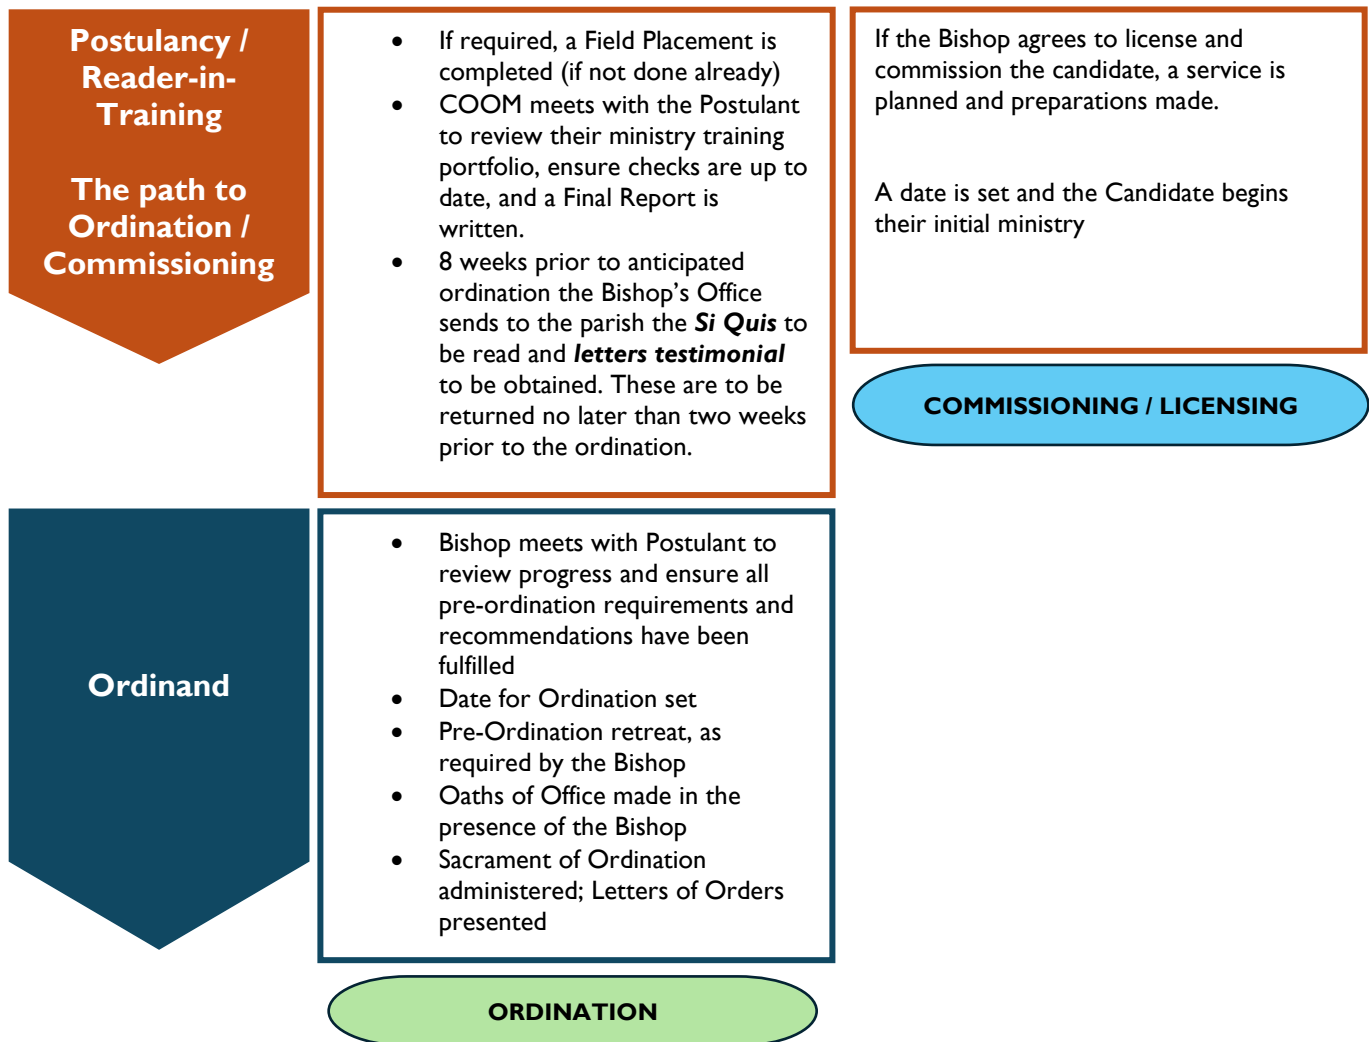 Postulancy /
Reader-in-
Training
The path to
Ordination /
Commissioning
• If required, a Field Placement is
completed (if not done already)
• COOM meets with the Postulant
to review their ministry training
portfolio, ensure checks are up to
date, and a Final Report is
written.
• 8 weeks prior to anticipated
ordination the Bishop’s Office
sends to the parish the Si Quis to
be read and letters testimonial
to be obtained. These are to be
returned no later than two weeks
prior to the ordination.
If the Bishop agrees to license and
commission the candidate, a service is
planned and preparations made.
A date is set and the Candidate begins
their initial ministry
COMMISSIONING / LICENSING
Ordinand
• Bishop meets with Postulant to
review progress and ensure all
pre-ordination requirements and
recommendations have been
fulfilled
• Date for Ordination set
• Pre-Ordination retreat, as
required by the Bishop
• Oaths of Office made in the
presence of the Bishop
• Sacrament of Ordination
administered; Letters of Orders
presented
ORDINATION